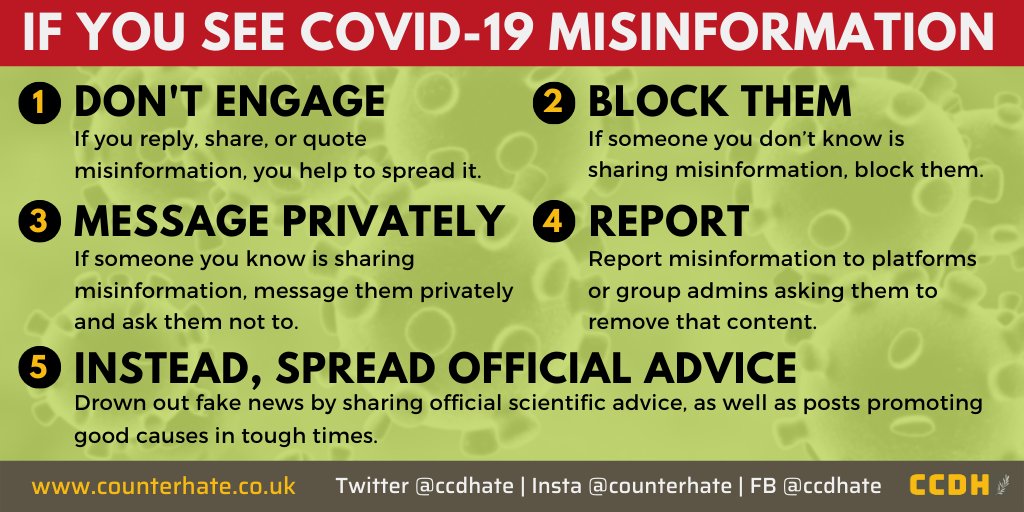 IF YOU SEE COVID-19 MISINFORMATION
1 DON'T ENGAGE
If you reply, share, or quote
misinformation, you help to spread it.
2 BLOCK THEM
If someone you don’t know is
sharing misinformation, block them.
3 MESSAGE PRIVATELY
If someone you know is sharing
misinformation, message them privately
and ask them not to.
4 REPORT
Report misinformation to platforms
or group admins asking them to
remove that content.
5 INSTEAD, SPREAD OFFICIAL ADVICE
Drown out fake news by sharing official scientific advice, as well as posts promoting
good causes in tough times.
www.counterhate.co.uk Twitter @ccdhate | Insta @counterhate | FB @ccdhate CCDH